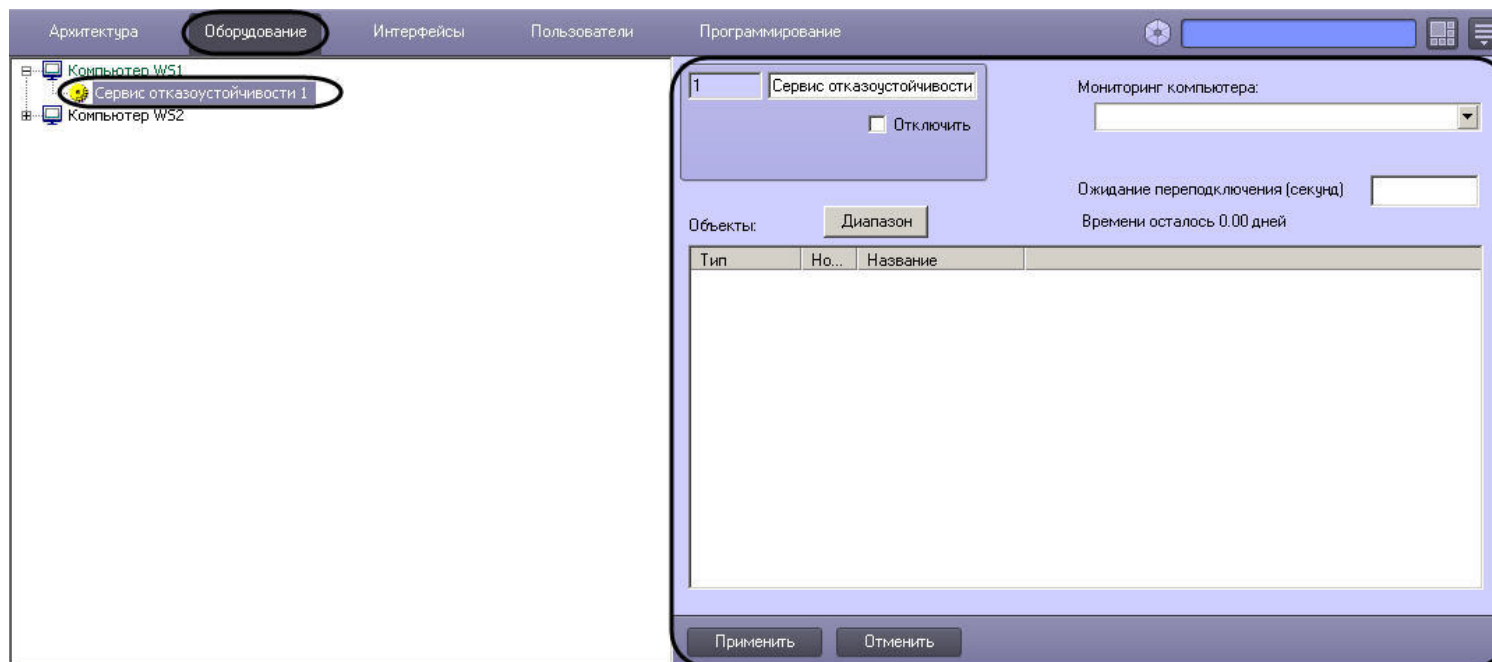 Архитектура Оборудование Интерфейсы Пользователи Программирование
Компьютер WS1
Сервис отказоустойчивости 1
Компьютер WS2
1 Сервис отказоустойчивости
Отключить
Мониторинг компьютера:
Ожидание переподключения (секунд)
Времени осталось 0.00 дней
Объекты: Диапазон
Тип Но... Название
Применить Отменить